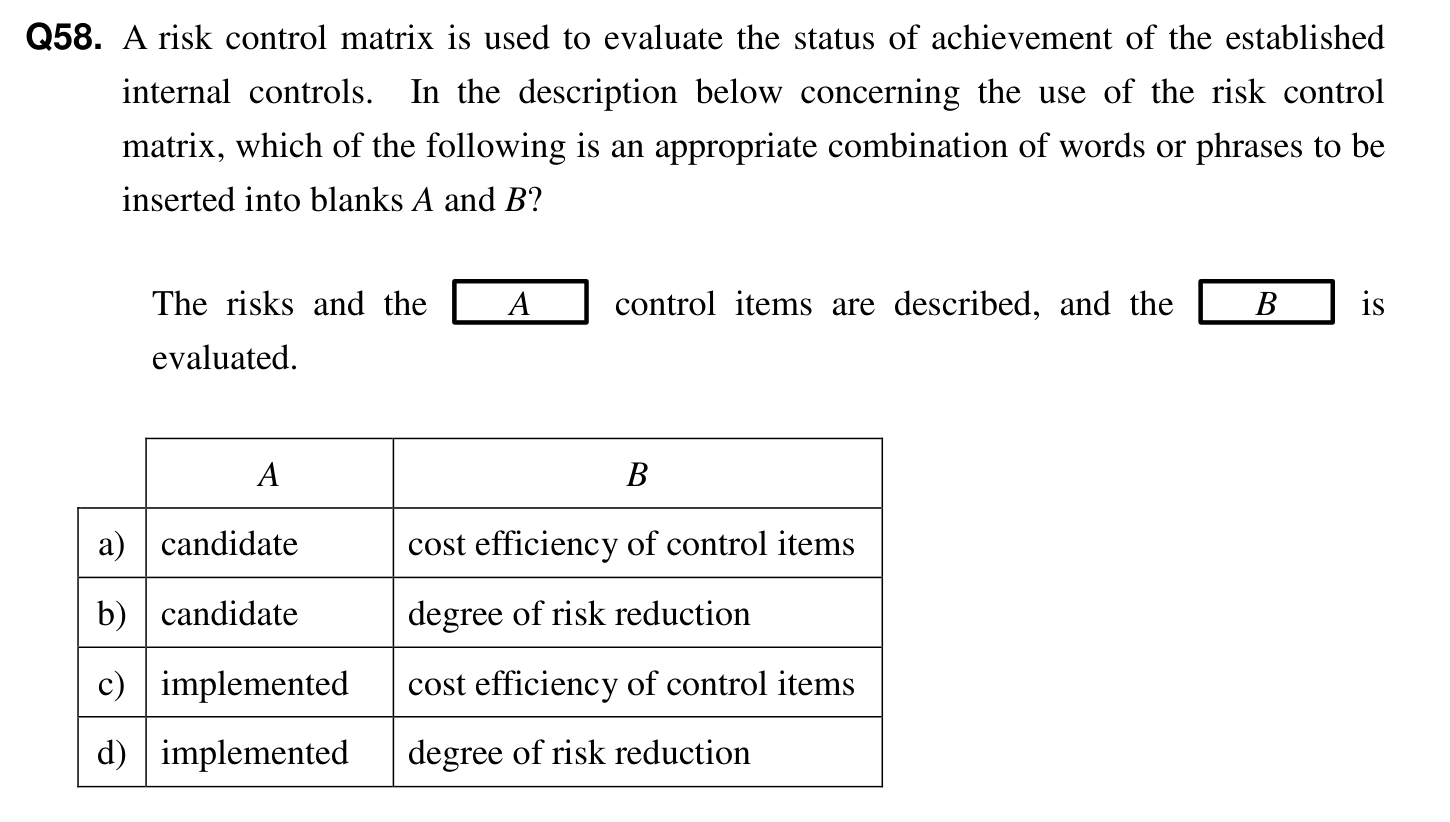 Q58. A risk control matrix is used to evaluate the status of achievement of the established
internal controls. In the description below concerning the use of the risk control
matrix, which of the following is an appropriate combination of words or phrases to be
inserted into blanks A and B?
The risks and the A control items are described, and the B is
evaluated.
A B
a) candidate cost efficiency of control items
b) candidate degree of risk reduction
c) implemented cost efficiency of control items
d) implemented degree of risk reduction